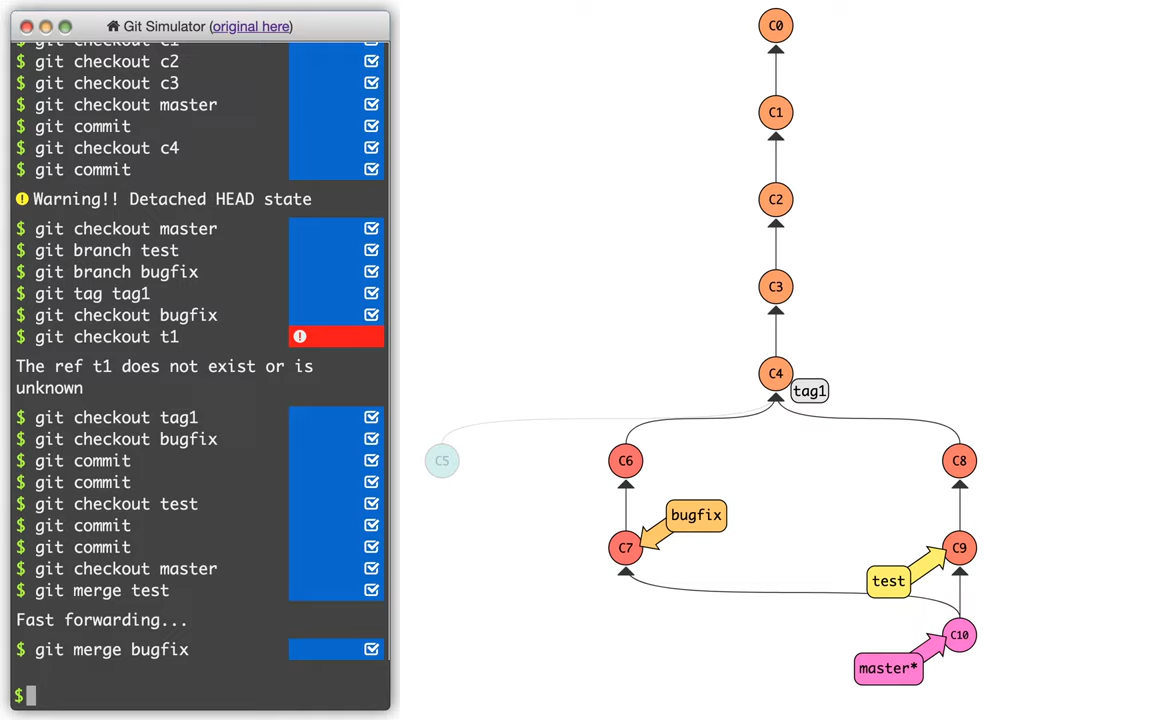 Git Simulator (original here)
$ git checkout c1
$ git checkout c2
$ git checkout c3
$ git checkout master
$ git commit
$ git checkout c4
$ git commit
Warning!! Detached HEAD state
$ git checkout master
$ git branch test
$ git branch bugfix
$ git tag tag1
$ git checkout bugfix
$ git checkout t1
The ref t1 does not exist or is
unknown
$ git checkout tag1
$ git checkout bugfix
$ git commit
$ git commit
$ git checkout test
$ git commit
$ git commit
$ git checkout master
$ git merge test
Fast forwarding...
$ git merge bugfix
$
C0
C1
C2
C3
C4
tag1
C5
C6
C8
bugfix
C7
C9
test
C10
master*